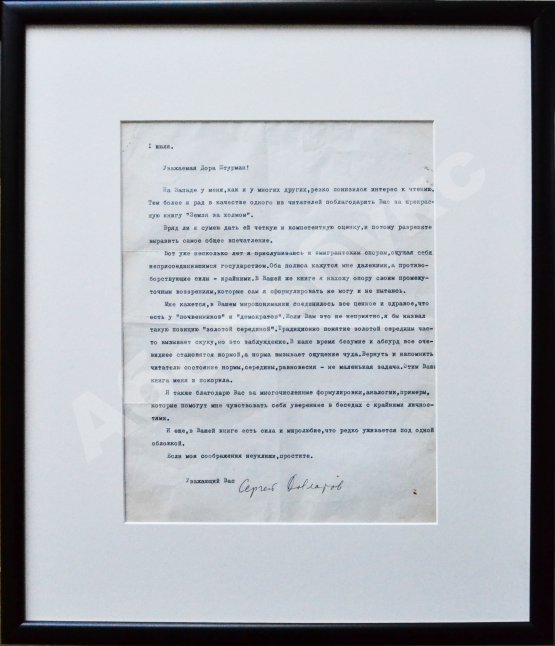 I июля.
Уважаемая Дора Штурман!
На Западе у меня,как и у многих других,резко понизился интерес к чтению.
Тем более я рад в качестве одного из читателей поблагодарить Вас за прекрас-
ную книгу "Земля за холмом".
Вряд ли я сумею дать ей четкую и компетентную оценку,и потому разрешите
выразить самое общее впечатление.
Вот уже несколько лет я прислушиваюсь к эмигрантским спорам,ощущая себя
неприсоединившимся государством.Оба полюса кажутся мне далекими,а противо-
борствующие силы - крайними.В Вашей же книге я нахожу опору своим промежу-
точным воззрениям,которые сам я сформулировать не могу и не пытаюсь.
Мне кажется,в Вашем миропонимании соединилось все ценное и здравое,что
есть у "почвенников" и "демократов".Если Вам это не неприятно,я бы назвал
такую позицию "золотой серединой".Традиционно понятие золотой середины час-
то вызывает скуку,но это заблуждение.В наше время безумие и абсурд все оче-
виднее становятся нормой,а норма вызывает ощущение чуда.Вернуть и напомнить
читателю состояние нормы,середины,равновесия - не маленькая задача.Этим Ваша
книга меня и покорила.
Я также благодарю Вас за многочисленные формулировки,аналогии,примеры,
которые помогут мне чувствовать себя увереннее в беседах с крайними личнос-
тями.
И еще,в Вашей книге есть сила и миролюбие,что редко уживается под одной
обложкой.
Если мои соображения неуклюжи,простите.
Уважающий Вас Сергей Довлатов